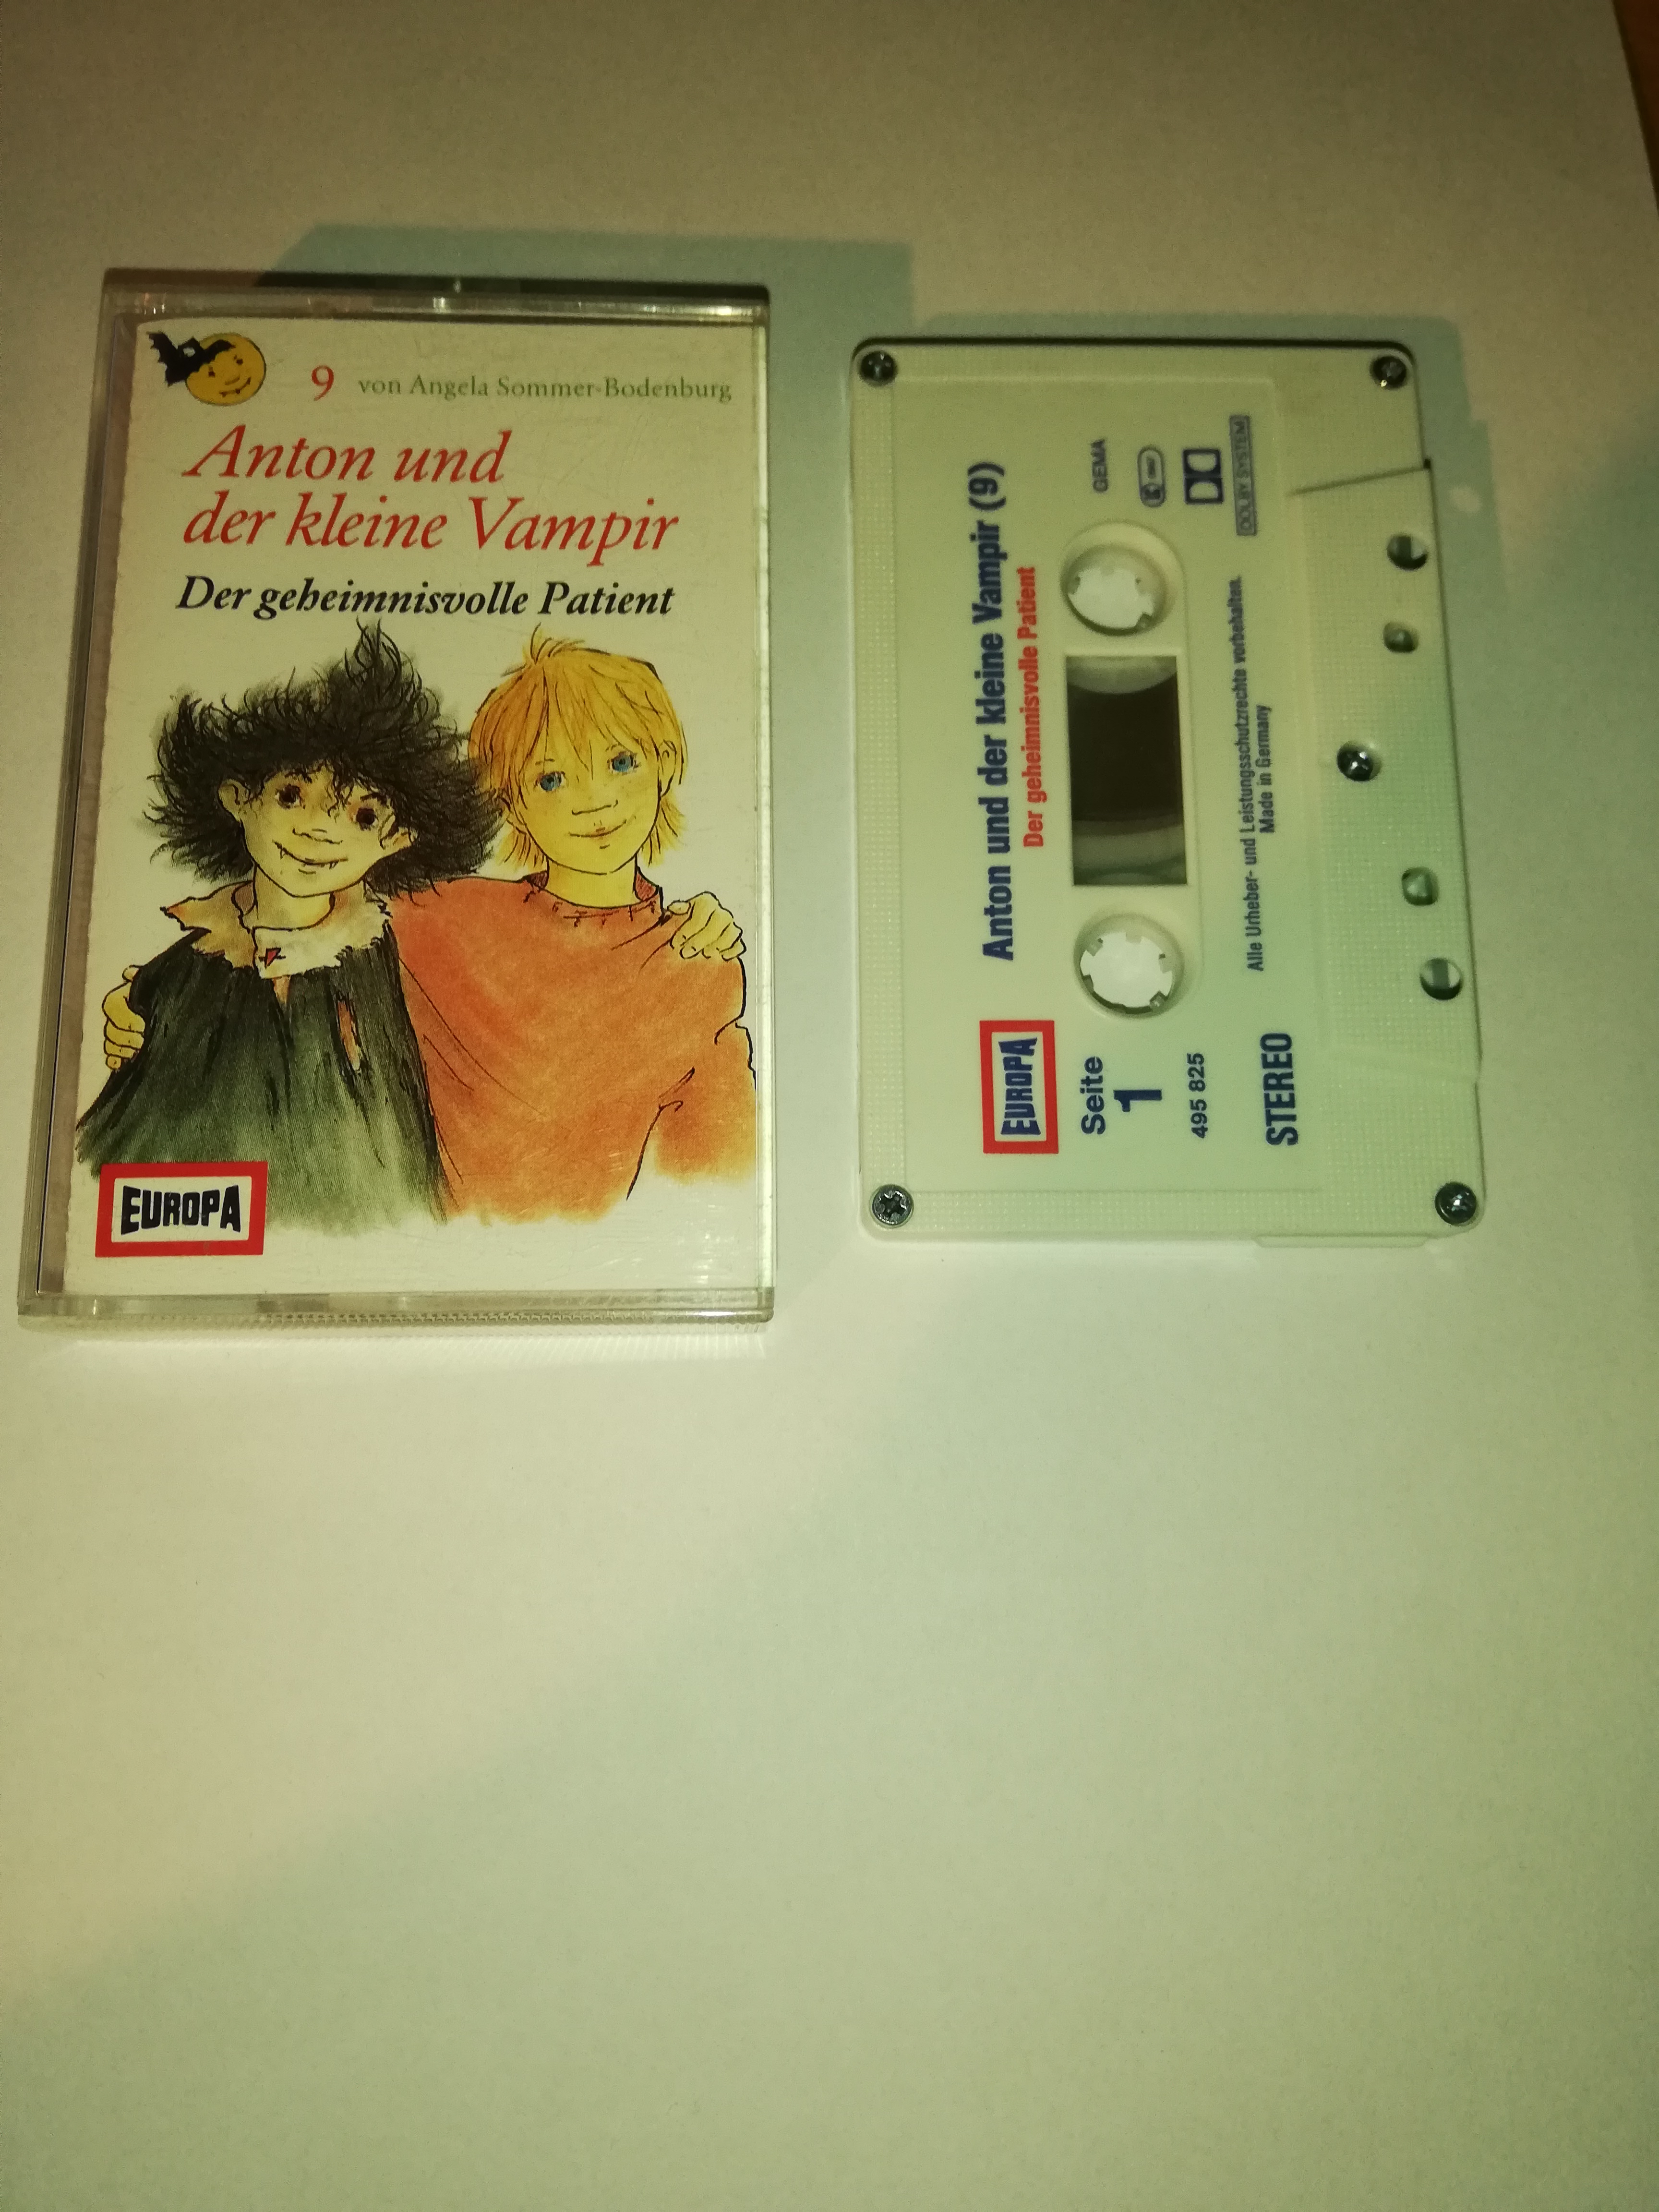 9 von Angela Sommer-Bodenburg
Anton und
der kleine Vampir
Der geheimnisvolle Patient
EUROPA
EUROPA
Anton und der kleine Vampir (9)
Der geheimnisvolle Patient
Seite
1
495 825
STEREO
GEMA
DOLBY SYSTEM
Alle Urheber- und Leistungsschutzrechte vorbehalten.
Made in Germany